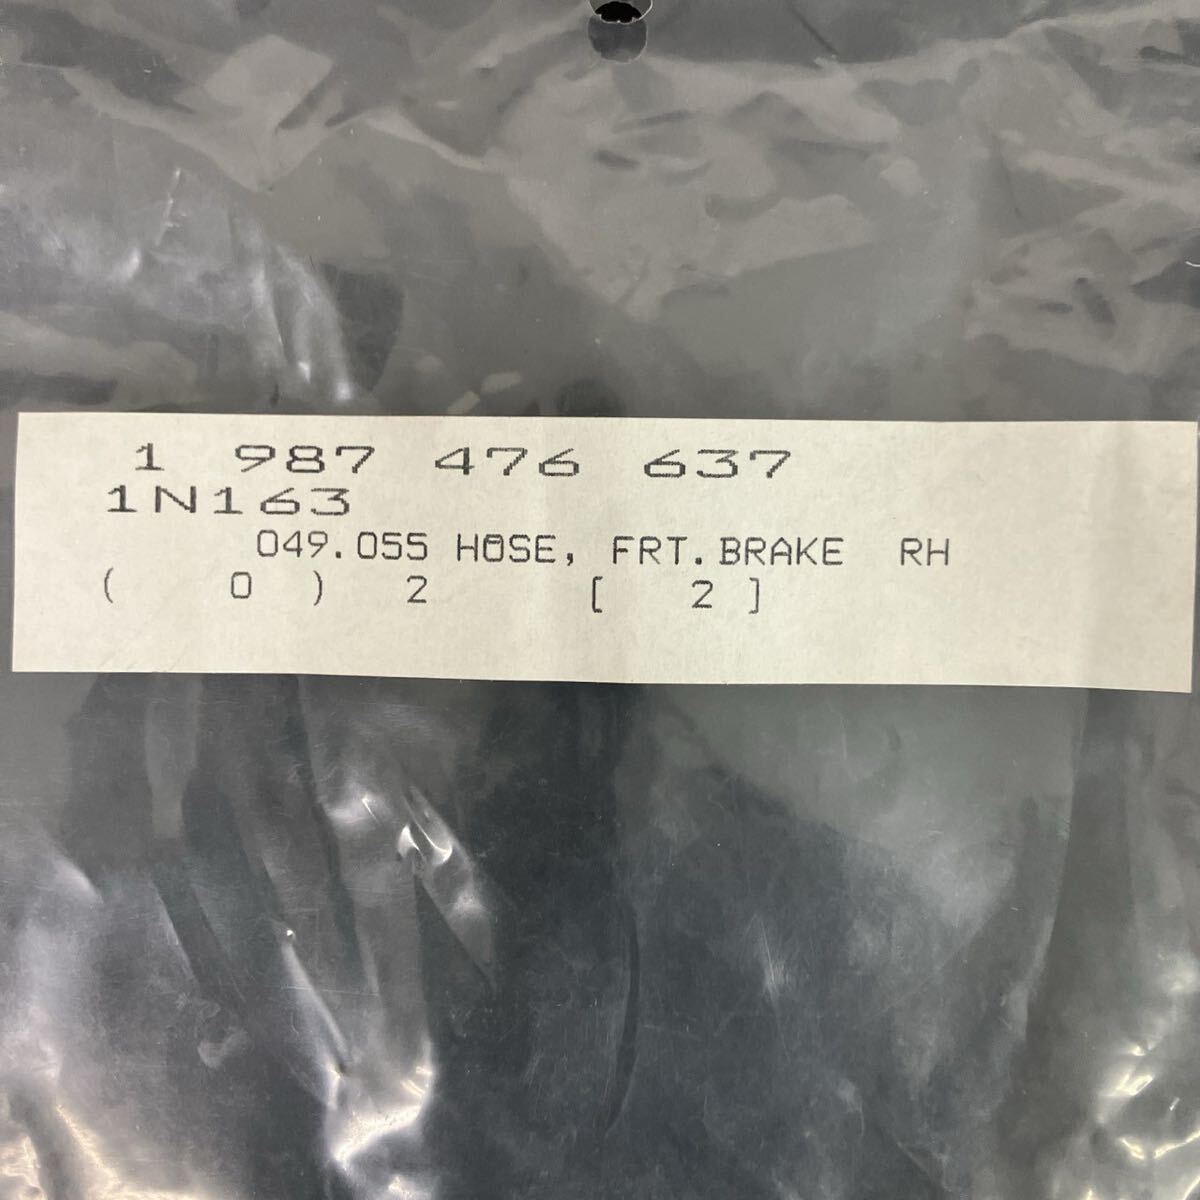 1 987 476 637
1N163
049.055 HOSE, FRT.BRAKE RH
( 0 ) 2 [ 2 ]